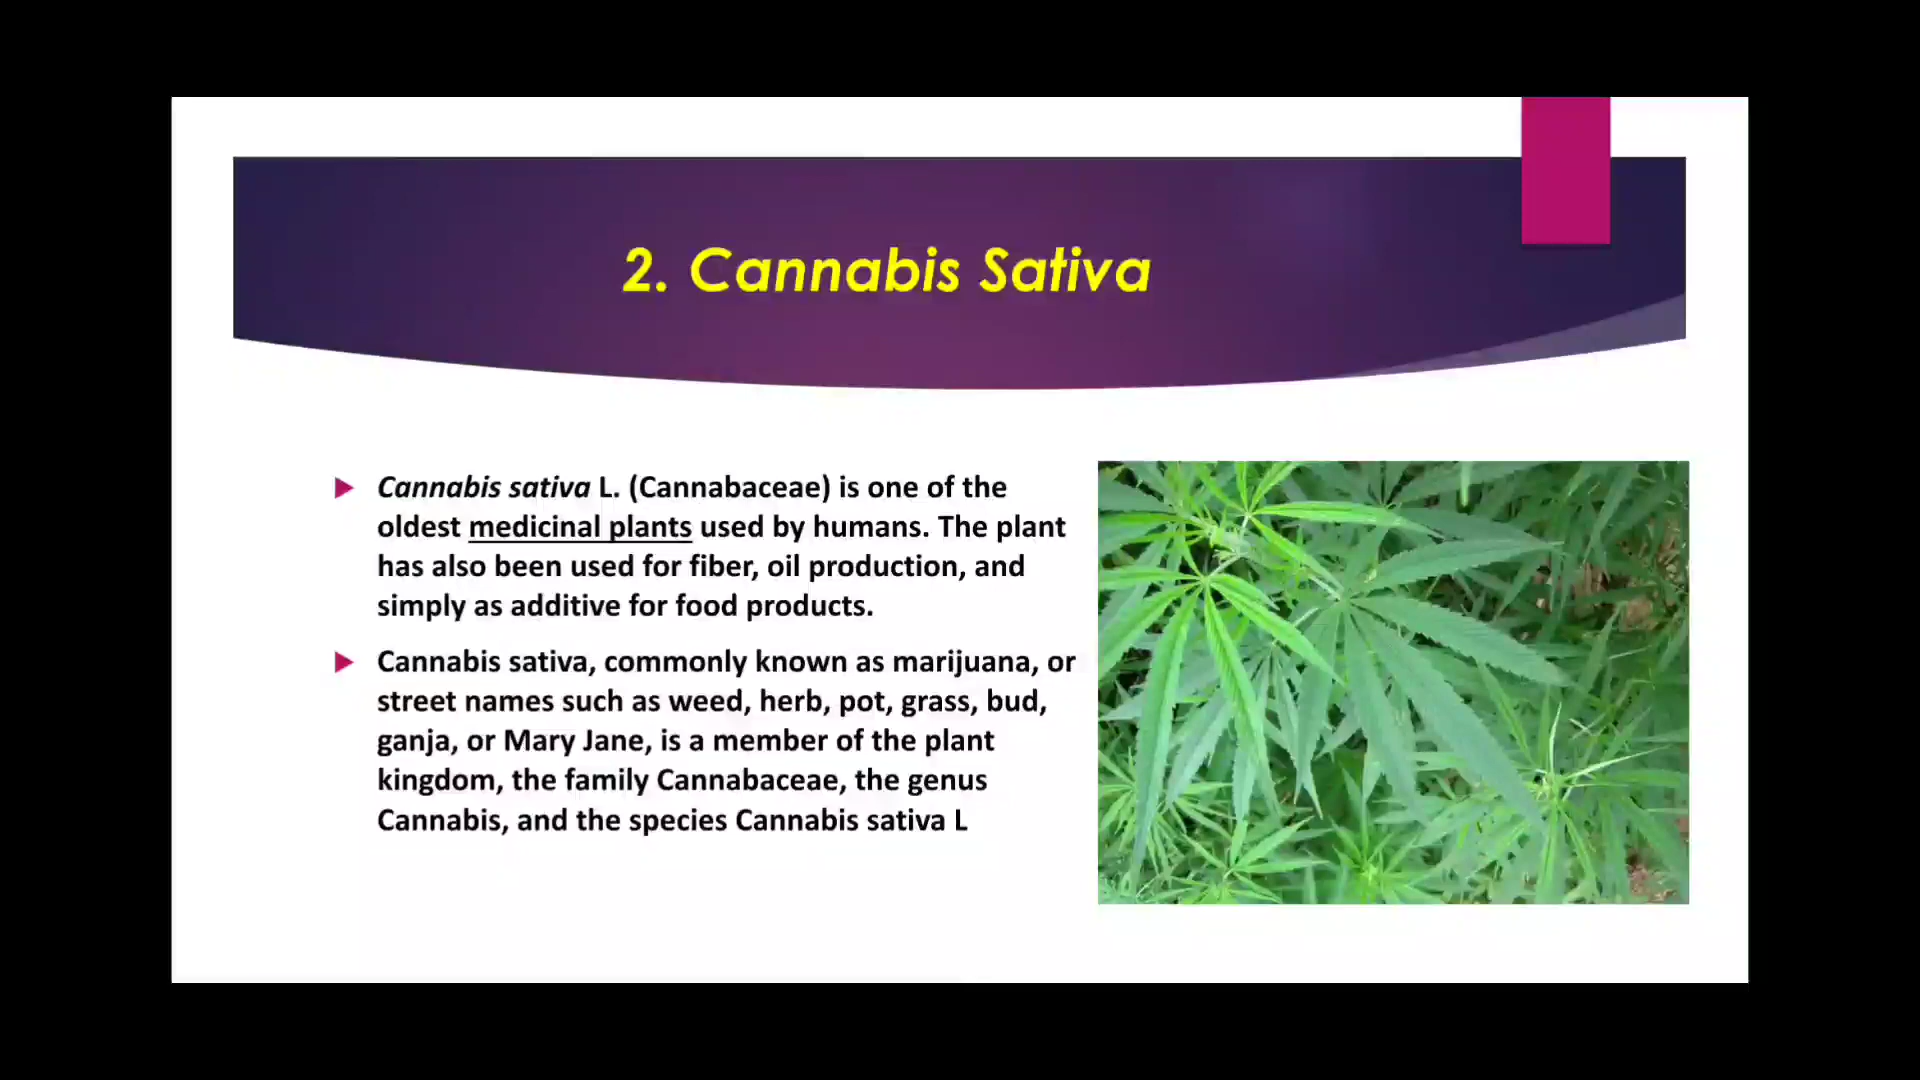 2. Cannabis Sativa
Cannabis sativa L. (Cannabaceae) is one of the
oldest medicinal plants used by humans. The plant
has also been used for fiber, oil production, and
simply as additive for food products.
Cannabis sativa, commonly known as marijuana, or
street names such as weed, herb, pot, grass, bud,
ganja, or Mary Jane, is a member of the plant
kingdom, the family Cannabaceae, the genus
Cannabis, and the species Cannabis sativa L